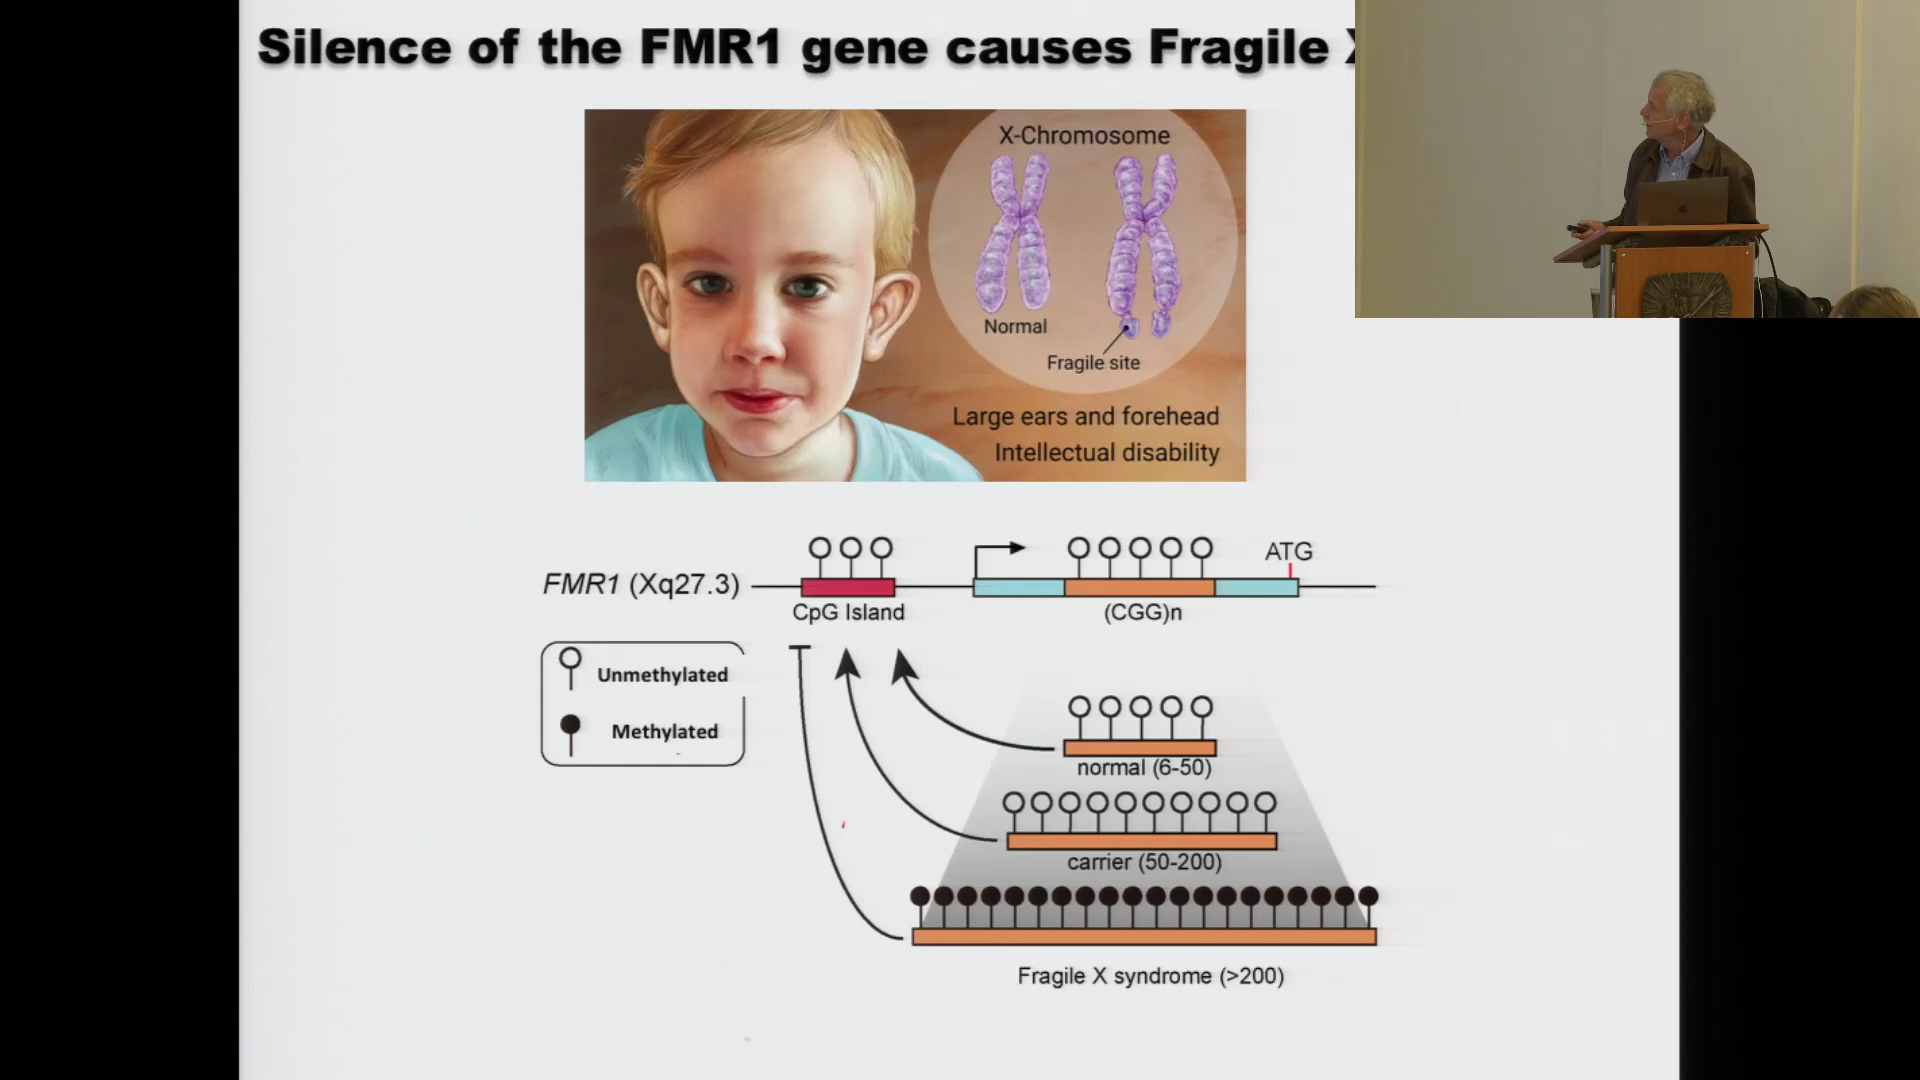 Silence of the FMR1 gene causes Fragile
X-Chromosome
Normal
Fragile site
Large ears and forehead
Intellectual disability
ATG
FMR1 (Xq27.3)
CpG Island
(CGG)n
Unmethylated
Methylated
normal (6-50)
carrier (50-200)
Fragile X syndrome (>200)